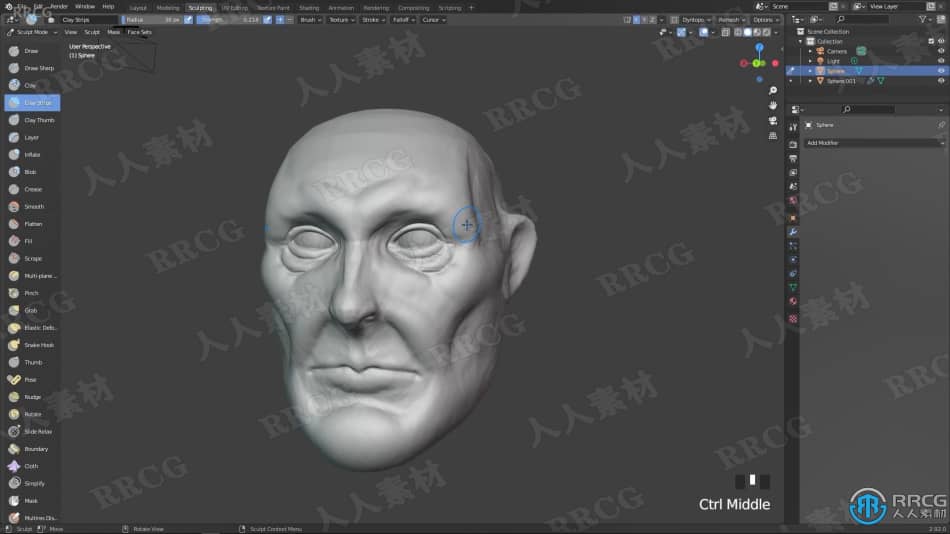 File Edit Render Window Help Layout Modeling Sculpting UV Editing Texture Paint Shading Animation Rendering Compositing Scripting + Scene View Layer
Clay Strips Radius Strength 0.214 Brush Texture Stroke Falloff Cursor Dyntopo Remesh Options
Sculpt Mode View Sculpt Mask Face Sets
User Perspective
(1) Sphere
Draw
Draw Sharp
Clay
Clay Strips
Clay Thumb
Layer
Inflate
Blob
Crease
Smooth
Flatten
Fill
Scrape
Multi-plane ...
Pinch
Grab
Elastic Defo..
Snake Hook
Thumb
Pose
Nudge
Rotate
Slide Relax
Boundary
Cloth
Simplify
Mask
Multires Dis..
Scene Collection
Collection
Camera
Light
Sphere
Sphere.001
Sphere
Add Modifier
Ctrl Middle
Sculpt Move Rotate View Sculpt Context Menu 2.92.0
RRCG
人人素材